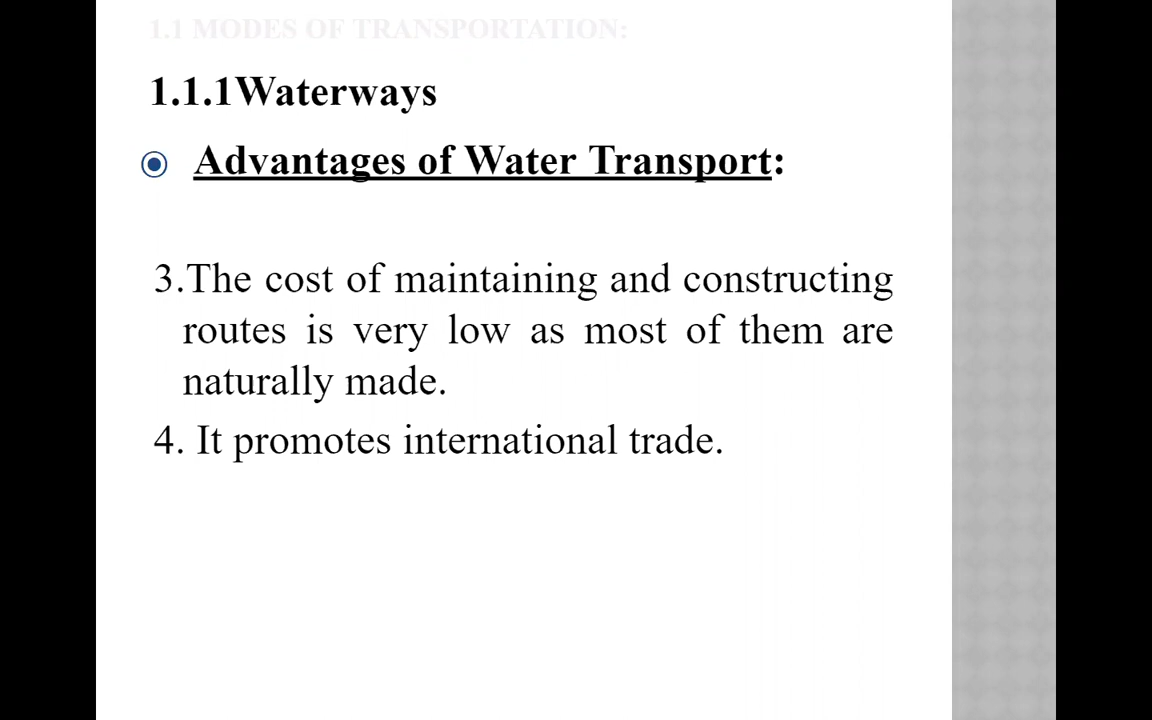 1.1 MODES OF TRANSPORTATION:
1.1.1Waterways
Advantages of Water Transport:
3.The cost of maintaining and constructing
routes is very low as most of them are
naturally made.
4. It promotes international trade.